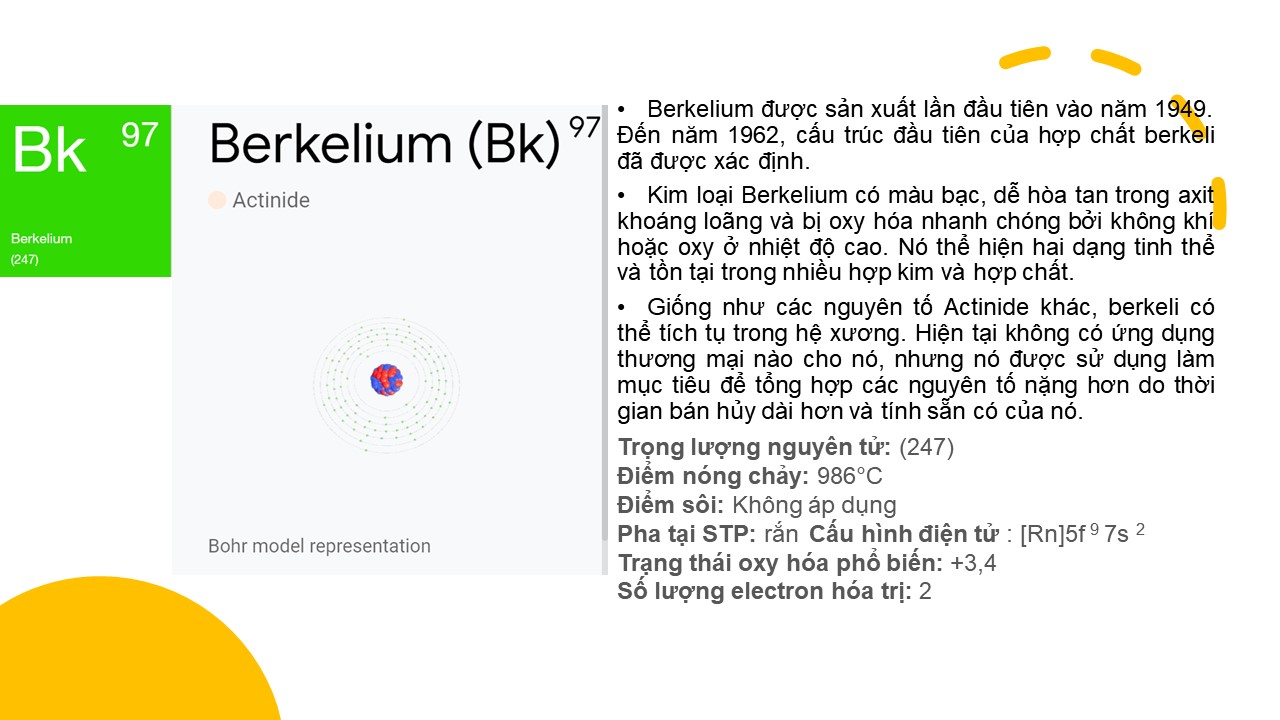 Bk 97
Berkelium
(247)
Berkelium (Bk) 97
Actinide
Bohr model representation
• Berkelium được sản xuất lần đầu tiên vào năm 1949.
Đến năm 1962, cấu trúc đầu tiên của hợp chất berkeli
đã được xác định.
• Kim loại Berkelium có màu bạc, dễ hòa tan trong axit
khoáng loãng và bị oxy hóa nhanh chóng bởi không khí
hoặc oxy ở nhiệt độ cao. Nó thể hiện hai dạng tinh thể
và tồn tại trong nhiều hợp kim và hợp chất.
• Giống như các nguyên tố Actinide khác, berkeli có
thể tích tụ trong hệ xương. Hiện tại không có ứng dụng
thương mại nào cho nó, nhưng nó được sử dụng làm
mục tiêu để tổng hợp các nguyên tố nặng hơn do thời
gian bán hủy dài hơn và tính sẵn có của nó.
Trọng lượng nguyên tử: (247)
Điểm nóng chảy: 986°C
Điểm sôi: Không áp dụng
Pha tại STP: rắn Cấu hình điện tử : [Rn]5f 9 7s 2
Trạng thái oxy hóa phổ biến: +3,4
Số lượng electron hóa trị: 2